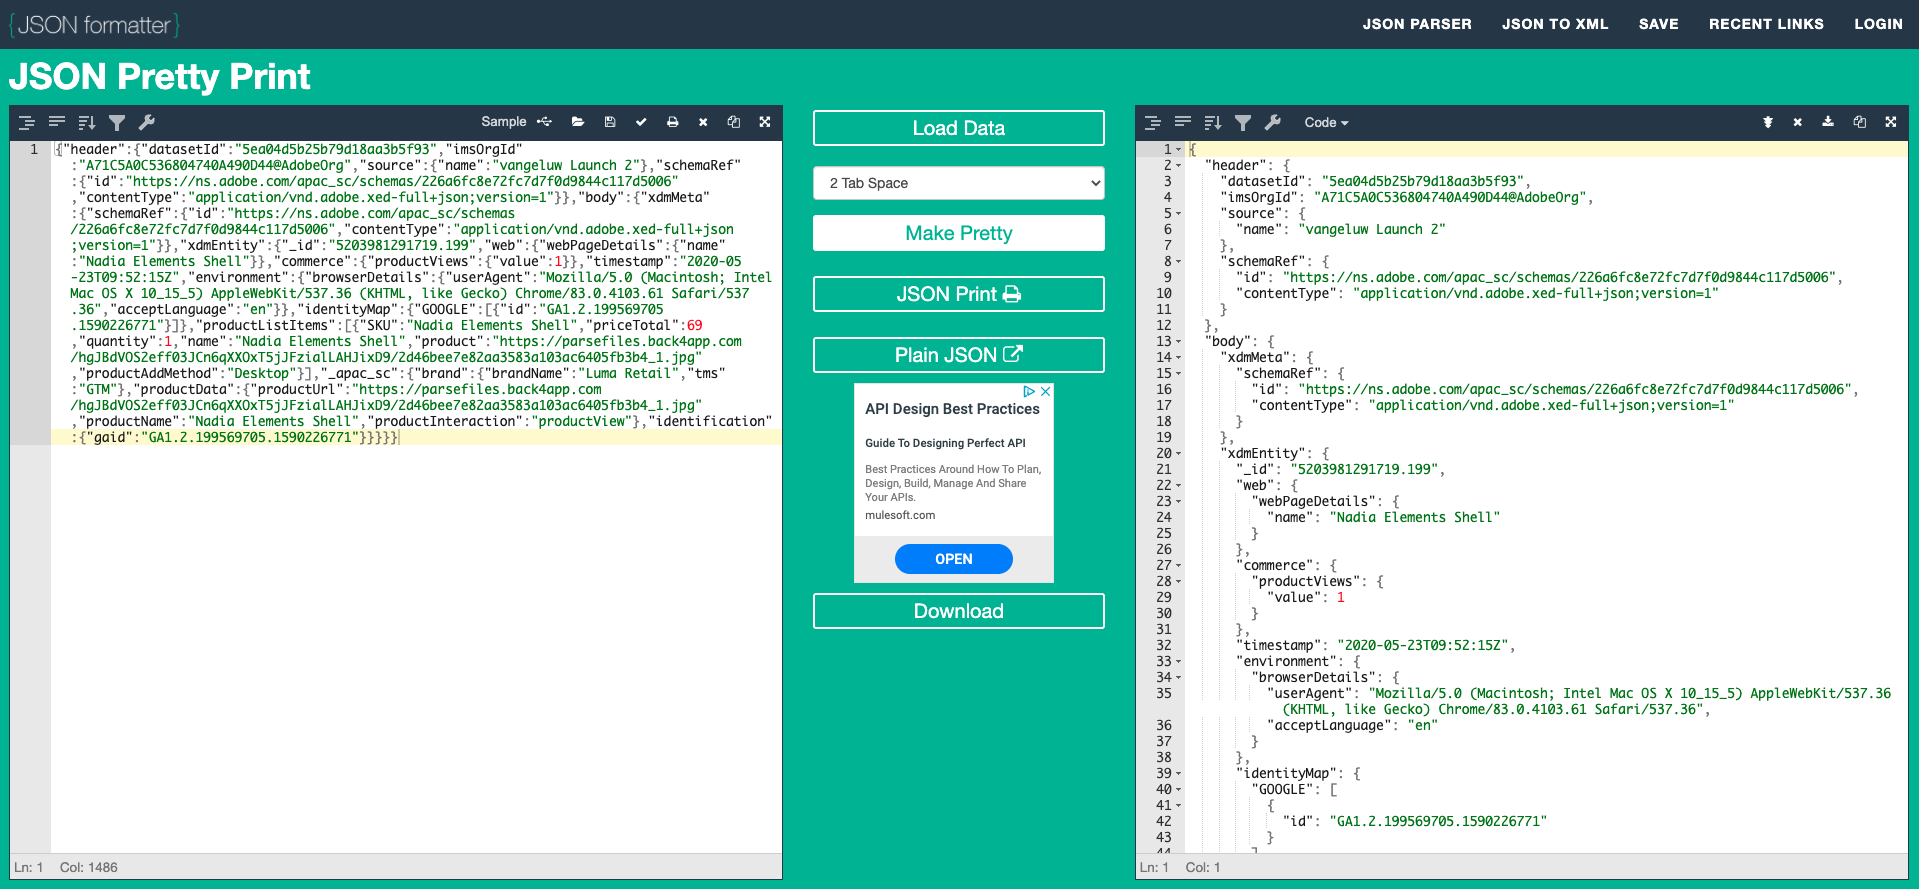 {JSON formatter}
JSON PARSER JSON TO XML SAVE RECENT LINKS LOGIN
JSON Pretty Print
Sample
1 {"header":{"datasetId":"5ea04d5b25b79d18aa3b5f93","imsOrgId"
:"A71C5A0C536804740A490D44@AdobeOrg","source":{"name":"vangeluw Launch 2"},"schemaRef"
:{"id":"https://ns.adobe.com/apac_sc/schemas/226a6fc8e72fc7d7f0d9844c117d5006"
,"contentType":"application/vnd.adobe.xed-full+json;version=1"}},"body":{"xdmMeta"
:{"schemaRef":{"id":"https://ns.adobe.com/apac_sc/schemas
/226a6fc8e72fc7d7f0d9844c117d5006","contentType":"application/vnd.adobe.xed-full+json
;version=1"}},"xdmEntity":{"_id":"5203981291719.199","web":{"webPageDetails":{"name"
:"Nadia Elements Shell"}},"commerce":{"productViews":{"value":1}},"timestamp":"2020-05
-23T09:52:15Z","environment":{"browserDetails":{"userAgent":"Mozilla/5.0 (Macintosh; Intel
Mac OS X 10_15_5) AppleWebKit/537.36 (KHTML, like Gecko) Chrome/83.0.4103.61 Safari/537
.36","acceptLanguage":"en"}},"identityMap":{"GOOGLE":[{"id":"GA1.2.199569705
.1590226771"}]},"productListItems":[{"SKU":"Nadia Elements Shell","priceTotal":69
,"quantity":1,"name":"Nadia Elements Shell","product":"https://parsefiles.back4app.com
/hgJBdVOS2eff03JCn6qXXOxT5jJFzialLAHJixD9/2d46bee7e82aa3583a103ac6405fb3b4_1.jpg"
,"productAddMethod":"Desktop"}],"_apac_sc":{"brand":{"brandName":"Luma Retail","tms"
:"GTM"},"productData":{"productUrl":"https://parsefiles.back4app.com
/hgJBdVOS2eff03JCn6qXXOxT5jJFzialLAHJixD9/2d46bee7e82aa3583a103ac6405fb3b4_1.jpg"
,"productName":"Nadia Elements Shell","productInteraction":"productView"},"identification"
:{"gaid":"GA1.2.199569705.1590226771"}}}}}
Ln: 1 Col: 1486
Load Data
2 Tab Space
Make Pretty
JSON Print
Plain JSON
API Design Best Practices
Guide To Designing Perfect API
Best Practices Around How To Plan,
Design, Build, Manage And Share
Your APIs.
mulesoft.com
OPEN
Download
Code
1 {
2 "header": {
3 "datasetId": "5ea04d5b25b79d18aa3b5f93",
4 "imsOrgId": "A71C5A0C536804740A490D44@AdobeOrg",
5 "source": {
6 "name": "vangeluw Launch 2"
7 },
8 "schemaRef": {
9 "id": "https://ns.adobe.com/apac_sc/schemas/226a6fc8e72fc7d7f0d9844c117d5006",
10 "contentType": "application/vnd.adobe.xed-full+json;version=1"
11 }
12 },
13 "body": {
14 "xdmMeta": {
15 "schemaRef": {
16 "id": "https://ns.adobe.com/apac_sc/schemas/226a6fc8e72fc7d7f0d9844c117d5006",
17 "contentType": "application/vnd.adobe.xed-full+json;version=1"
18 }
19 },
20 "xdmEntity": {
21 "_id": "5203981291719.199",
22 "web": {
23 "webPageDetails": {
24 "name": "Nadia Elements Shell"
25 }
26 },
27 "commerce": {
28 "productViews": {
29 "value": 1
30 }
31 },
32 "timestamp": "2020-05-23T09:52:15Z",
33 "environment": {
34 "browserDetails": {
35 "userAgent": "Mozilla/5.0 (Macintosh; Intel Mac OS X 10_15_5) AppleWebKit/537.36
(KHTML, like Gecko) Chrome/83.0.4103.61 Safari/537.36",
36 "acceptLanguage": "en"
37 }
38 },
39 "identityMap": {
40 "GOOGLE": [
41 {
42 "id": "GA1.2.199569705.1590226771"
43 }
44 ]
Ln: 1 Col: 1